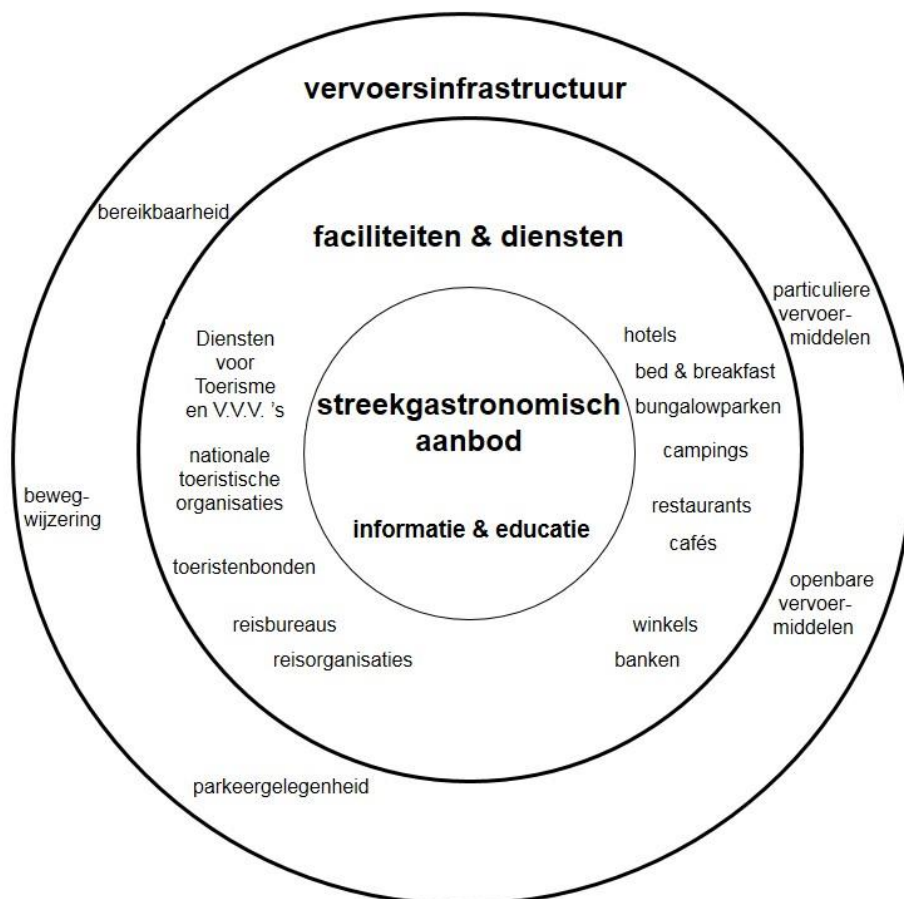 vervoersinfrastructuur
bereikbaarheid
faciliteiten & diensten
particuliere
vervoer-
middelen
Diensten
voor
Toerisme
en V.V.V. 's
hotels
bed & breakfast
streekgastronomisch
aanbod
bungalowparken
nationale
toeristische
organisaties
campings
beweg-
wijzering
informatie & educatie
restaurants
cafés
toeristenbonden
openbare
vervoer-
middelen
reisbureaus
winkels
reisorganisaties
banken
parkeergelegenheid